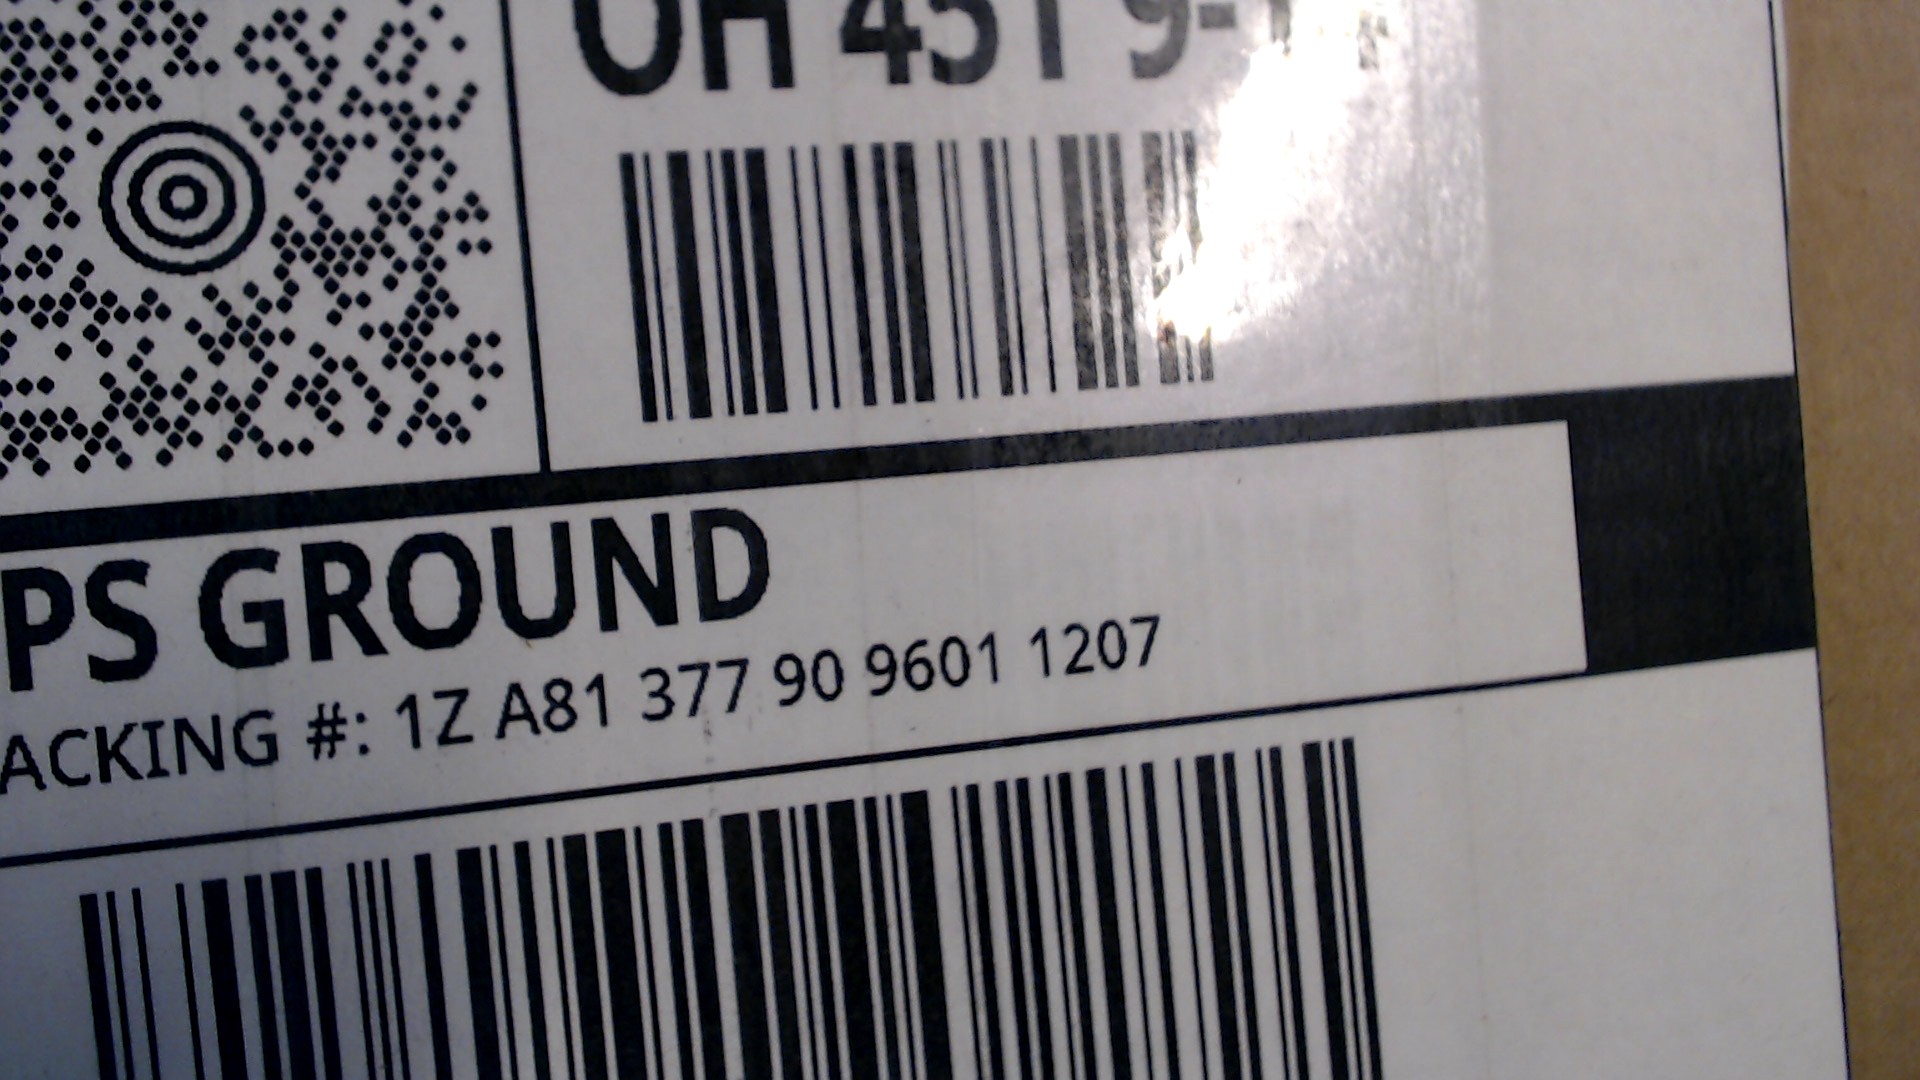 OH 451 9-
PS GROUND
ACKING #: 1Z A81 377 90 9601 1207